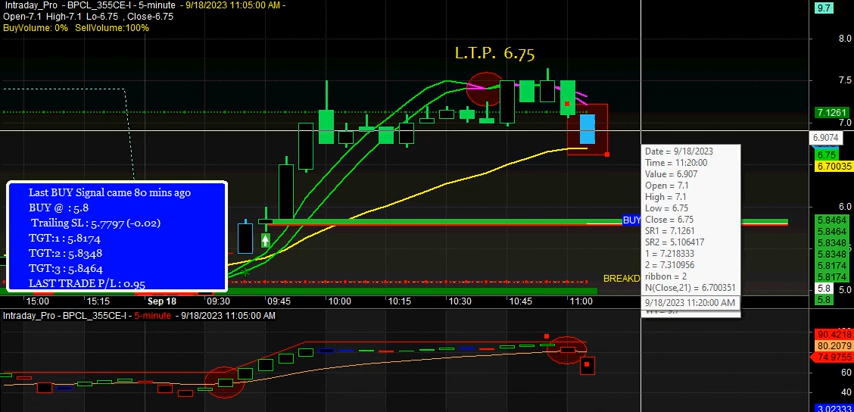 Intraday_Pro - BPCL_355CE-I - 5-minute - 9/18/2023 11:05:00 AM -
Open-7.1 High-7.1 Lo-6.75 , Close-6.75
BuyVolume: 0% SellVolume:100%
L.T.P. 6.75
9.7
8.0
7.5
7.1261
7.0
6.9074
6.75
6.70035
6.0
5.8464
5.8464
5.8348
5.8348
5.8174
5.8174
5.8
5.0
5.8
Last BUY Signal came 80 mins ago
BUY @ : 5.8
Trailing SL : 5.7797 (-0.02)
TGT:1 : 5.8174
TGT:2 : 5.8348
TGT:3 : 5.8464
LAST TRADE P/L : 0.95
BUY
BREAKD
Date = 9/18/2023
Time = 11:20:00
Value = 6.907
Open = 7.1
High = 7.1
Low = 6.75
Close = 6.75
SR1 = 7.1261
SR2 = 5.106417
1 = 7.218333
2 = 7.310956
ribbon = 2
N(Close,21) = 6.700351
9/18/2023 11:20:00 AM
15:00 15:15 Sep 18 09:30 09:45 10:00 10:15 10:30 10:45 11:00
Intraday_Pro - BPCL_355CE-I - 5-minute - 9/18/2023 11:05:00 AM
90.4218
80.2079
74.9755
60
40
3.02333